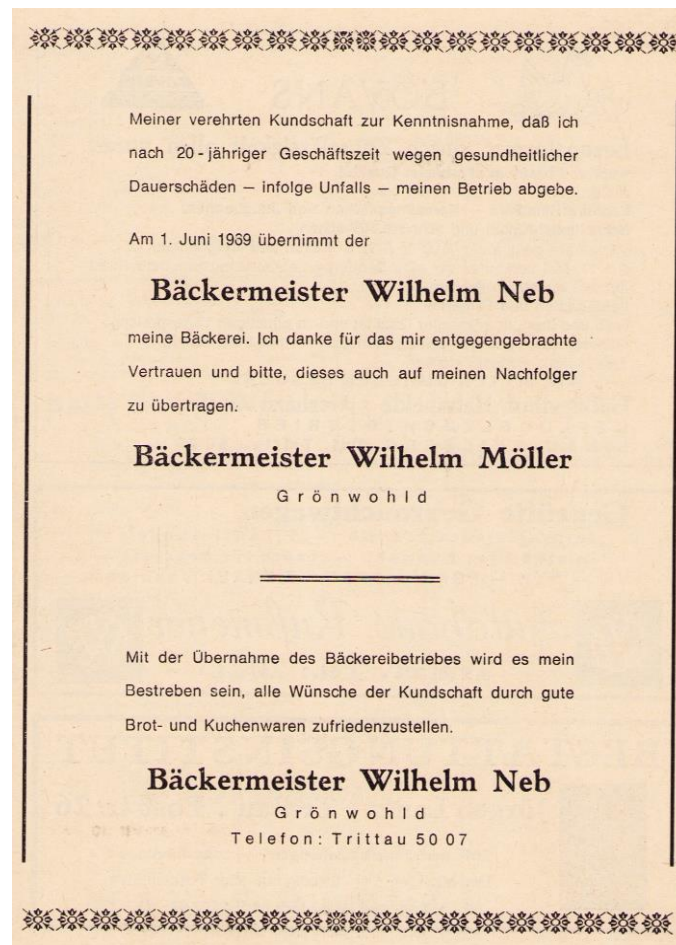 Meiner verehrten Kundschaft zur Kenntnisnahme, daß ich
nach 20-jähriger Geschäftszeit wegen gesundheitlicher
Dauerschäden — infolge Unfalls — meinen Betrieb abgebe.
Am 1. Juni 1969 übernimmt der
Bäckermeister Wilhelm Neb
meine Bäckerei. Ich danke für das mir entgegengebrachte
Vertrauen und bitte, dieses auch auf meinen Nachfolger
zu übertragen.
Bäckermeister Wilhelm Möller
Grönwohld
Mit der Übernahme des Bäckereibetriebes wird es mein
Bestreben sein, alle Wünsche der Kundschaft durch gute
Brot- und Kuchenwaren zufriedenzustellen.
Bäckermeister Wilhelm Neb
Grönwohld
Telefon: Trittau 50 07